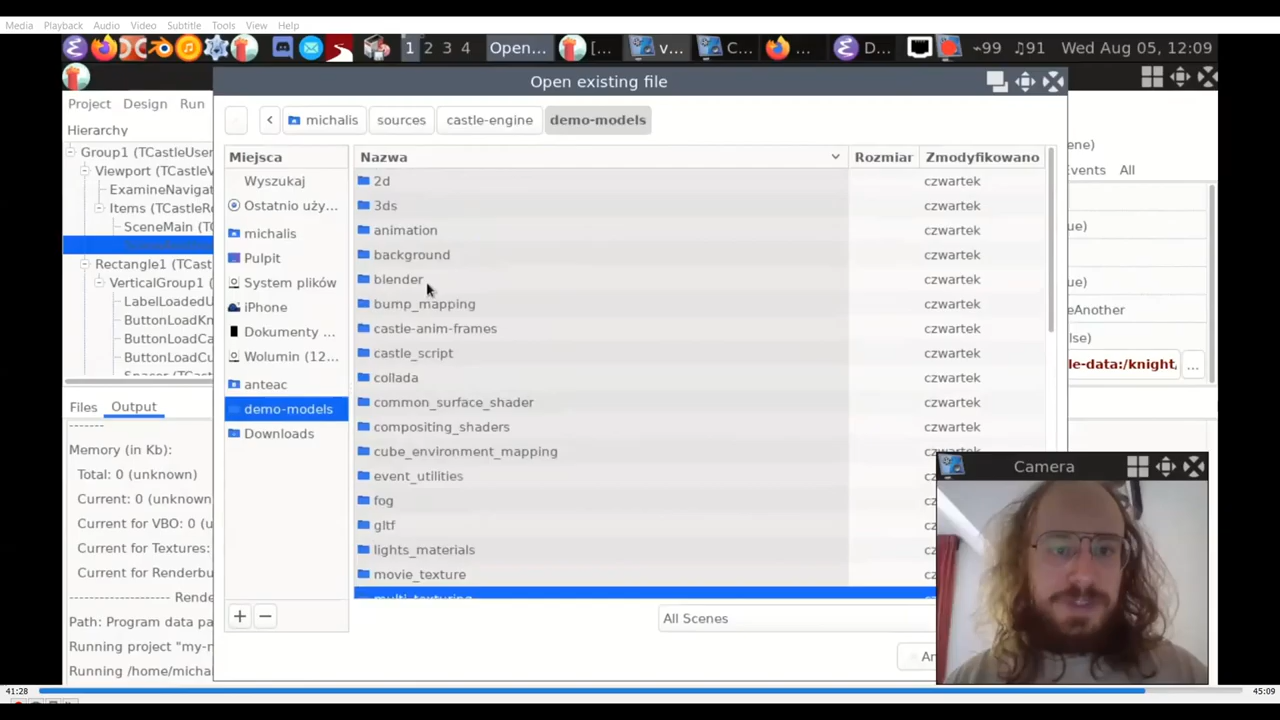 Media Playback Audio Video Subtitle Tools View Help
1 2 3 4 Open... [... v... C... ... D... ~99 ♫91 Wed Aug 05, 12:09
Open existing file
Project Design Run
michalis sources castle-engine demo-models
Hierarchy
Group1 (TCastleUser
Viewport (TCastleV
ExamineNavigat
Items (TCastleRo
SceneMain (TC
Rectangle1 (TCast
VerticalGroup1 (
LabelLoadedU
ButtonLoadKn
ButtonLoadCa
ButtonLoadCu
Miejsca
Wyszukaj
Ostatnio uży...
michalis
Pulpit
System plików
iPhone
Dokumenty ...
Wolumin (12...
anteac
demo-models
Downloads
Nazwa Rozmiar Zmodyfikowano
2d czwartek
3ds czwartek
animation czwartek
background czwartek
blender czwartek
bump_mapping czwartek
castle-anim-frames czwartek
castle_script czwartek
collada czwartek
common_surface_shader czwartek
compositing_shaders czwartek
cube_environment_mapping
event_utilities
fog
gltf
lights_materials
movie_texture
multi_texturing
ene)
Events All
ue)
ue)
eAnother
lse)
le-data:/knight, ...
Files Output
-------
Memory (in Kb):
Total: 0 (unknown)
Current: 0 (unknown)
Current for VBO: 0 (u
Current for Textures:
Current for Renderbu
-------------------- Rende
Path: Program data pa
Running project "my-r
Running /home/micha
+ −
All Scenes
An
Camera
41:28 45:09